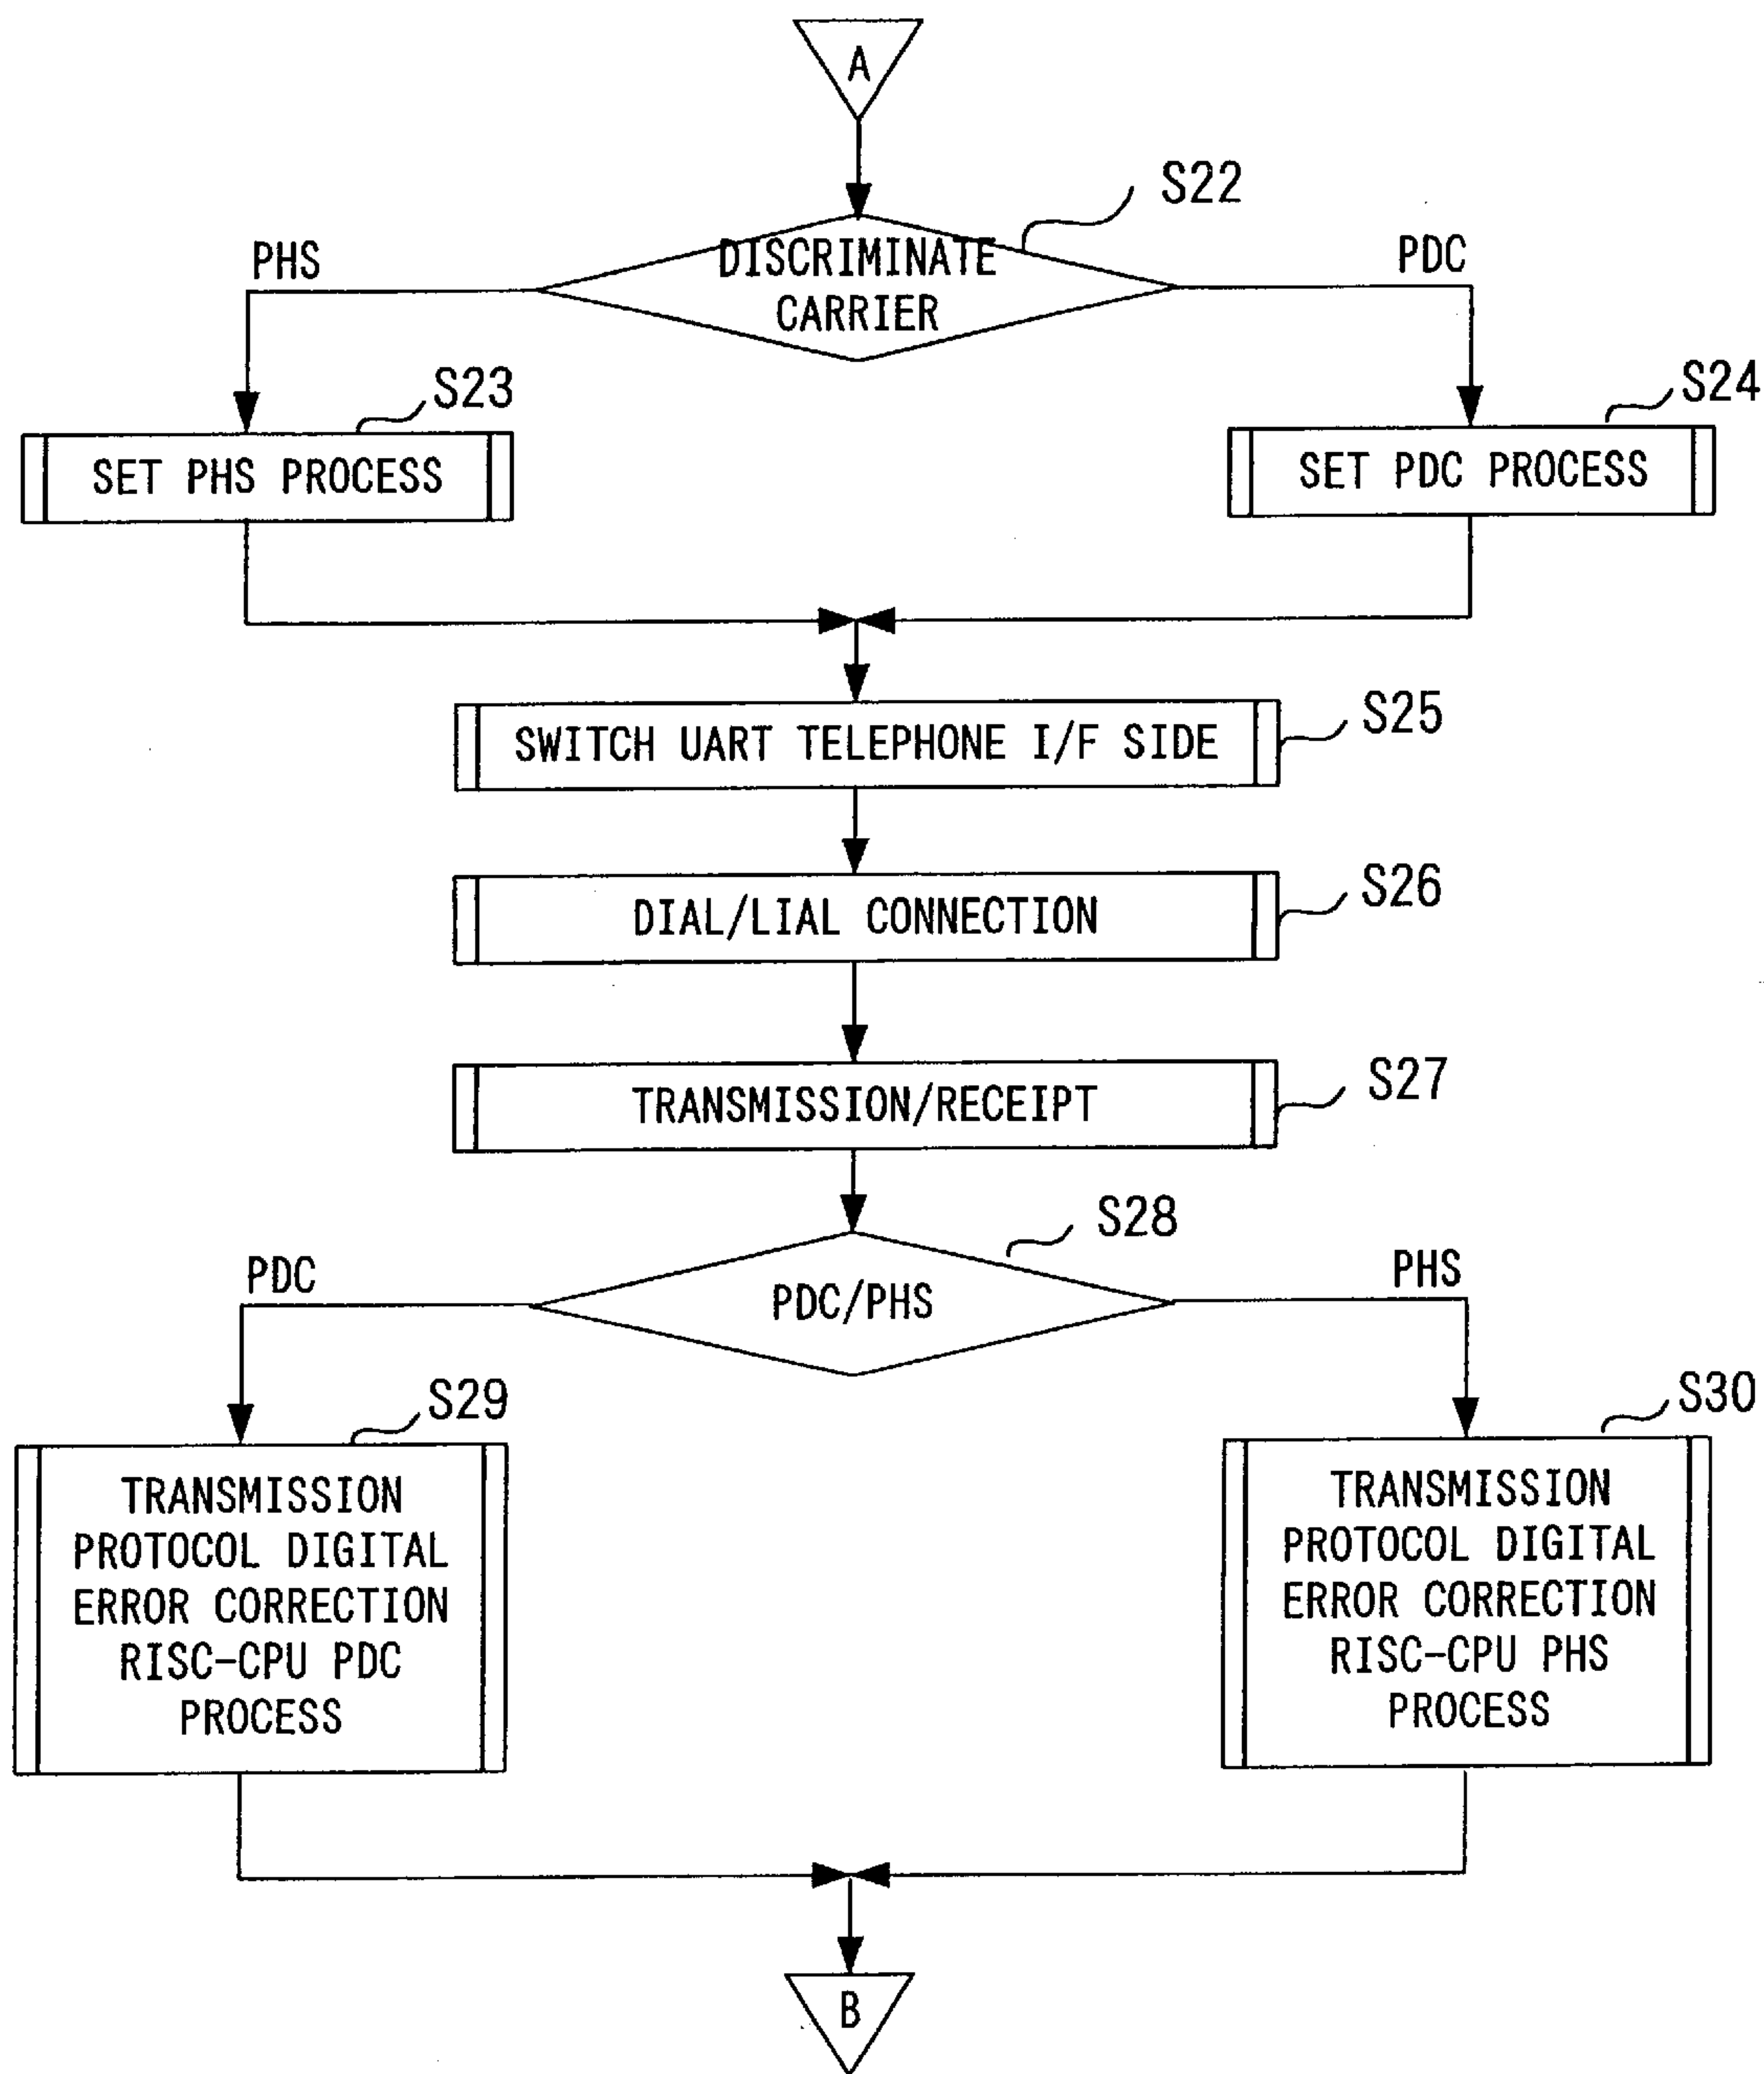 A
S22
PHS
DISCRIMINATE
CARRIER
PDC
S23
S24
SET PHS PROCESS
SET PDC PROCESS
S25
SWITCH UART TELEPHONE I/F SIDE
S26
DIAL/LIAL CONNECTION
S27
TRANSMISSION/RECEIPT
S28
PDC
PDC/PHS
PHS
S29
S30
TRANSMISSION
PROTOCOL DIGITAL
ERROR CORRECTION
RISC-CPU PDC
PROCESS
TRANSMISSION
PROTOCOL DIGITAL
ERROR CORRECTION
RISC-CPU PHS
PROCESS
B